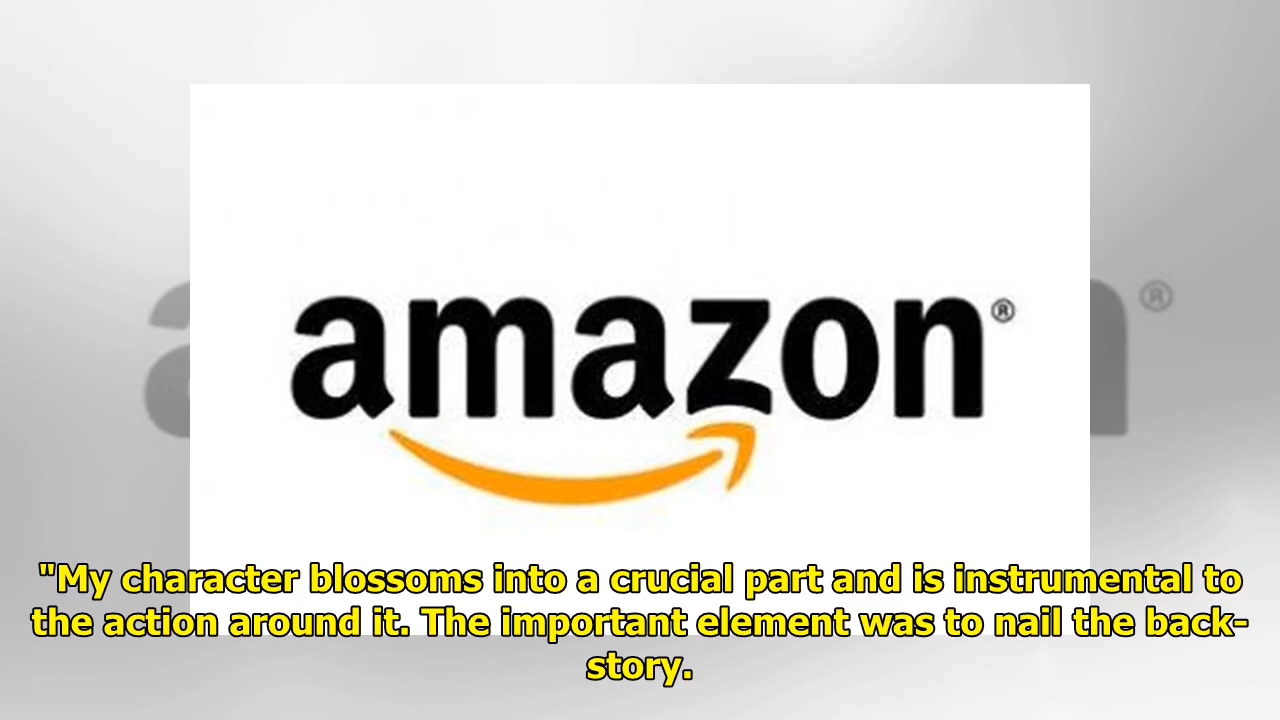 amazon®
®
"My character blossoms into a crucial part and is instrumental to
the action around it. The important element was to nail the back-
story.